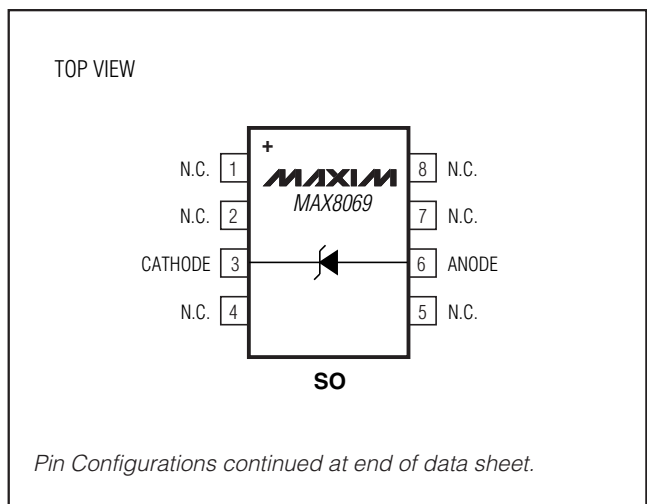 TOP VIEW
+
N.C. 1 MAXIM 8 N.C.
N.C. 2 MAX8069 7 N.C.
CATHODE 3 6 ANODE
N.C. 4 5 N.C.
SO
Pin Configurations continued at end of data sheet.